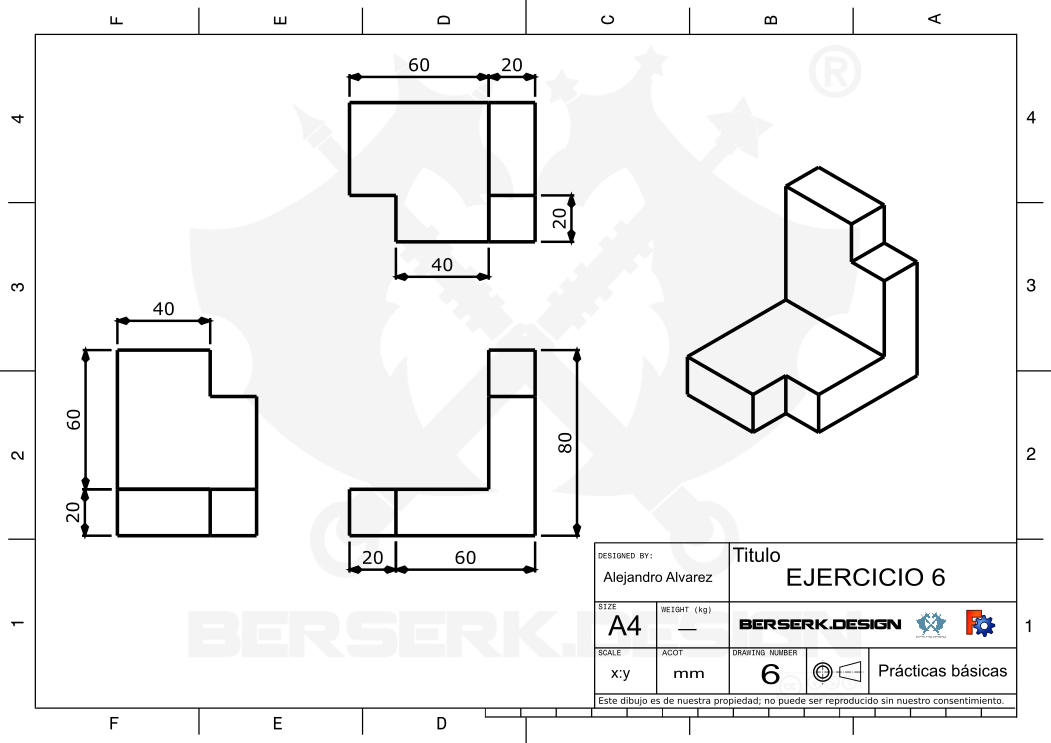 F E D C B A
®
4 4
60 20
20
40
3 3
40
60
20
80
20 60
2 2
DESIGNED BY:
Alejandro Alvarez
Titulo
EJERCICIO 6
SIZE
A4
WEIGHT (kg)
—
BERSERK.DESIGN
BERSERK.DESIGN
1 1
SCALE
x:y
ACOT
mm
DRAWING NUMBER
6
Prácticas básicas
Este dibujo es de nuestra propiedad; no puede ser reproducido sin nuestro consentimiento.
F E D